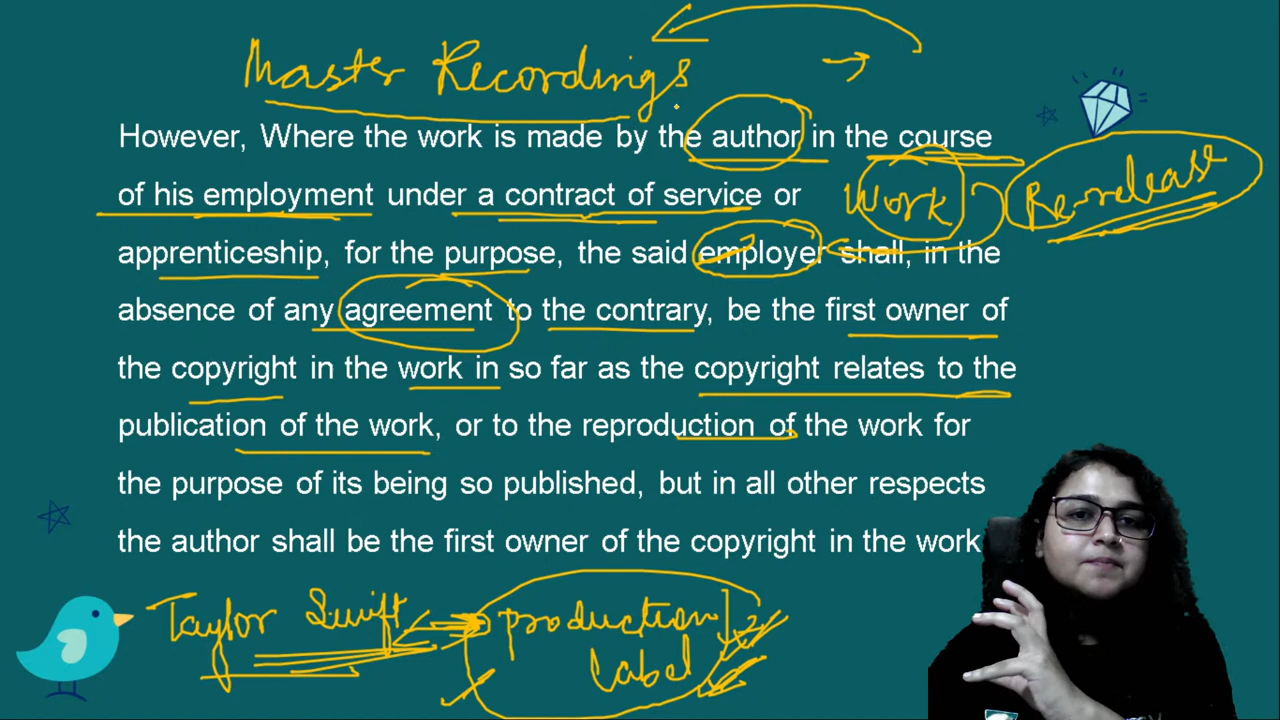 Master Recordings
However, Where the work is made by the author in the course
of his employment under a contract of service or
Work
Re-release
apprenticeship, for the purpose, the said employer shall, in the
absence of any agreement to the contrary, be the first owner of
the copyright in the work in so far as the copyright relates to the
publication of the work, or to the reproduction of the work for
the purpose of its being so published, but in all other respects
the author shall be the first owner of the copyright in the work
Taylor Swift
production
label